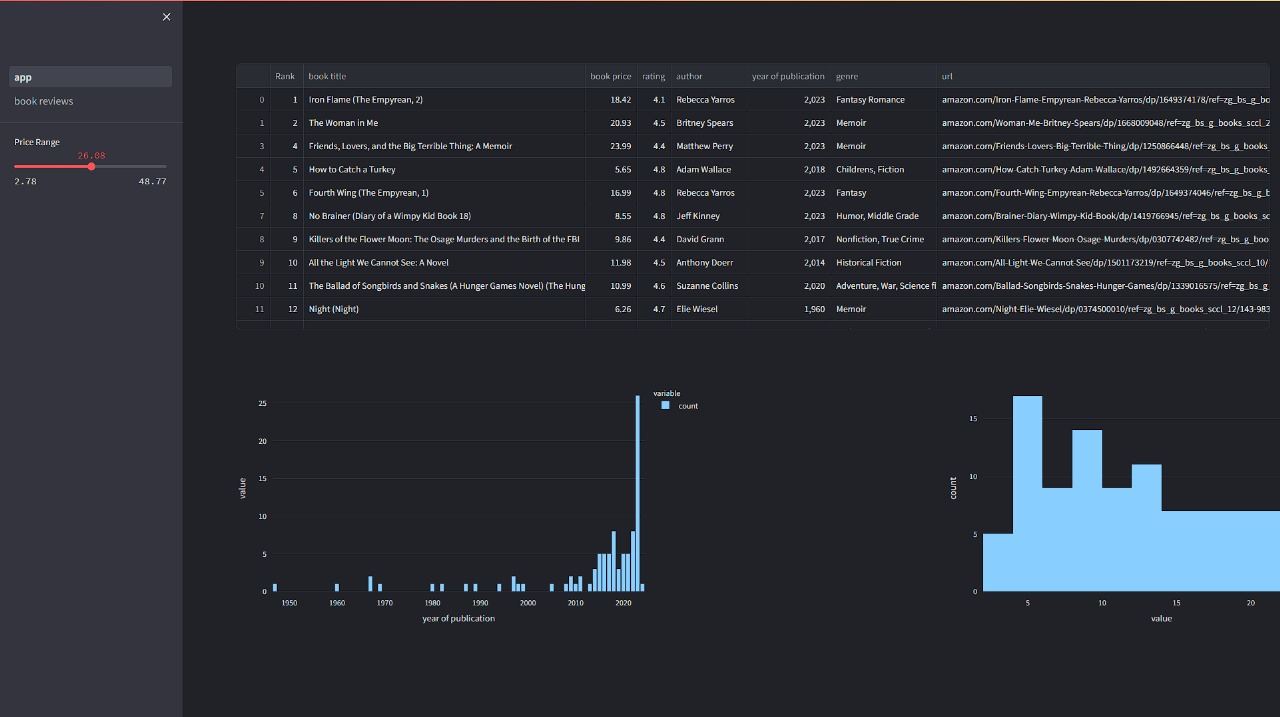 ×
app
book reviews
Price Range
26.08
2.78 48.77
Rank book title book price rating author year of publication genre url
0 1 Iron Flame (The Empyrean, 2) 18.42 4.1 Rebecca Yarros 2,023 Fantasy Romance amazon.com/Iron-Flame-Empyrean-Rebecca-Yarros/dp/1649374178/ref=zg_bs_g_bo
1 2 The Woman in Me 20.93 4.5 Britney Spears 2,023 Memoir amazon.com/Woman-Me-Britney-Spears/dp/1668009048/ref=zg_bs_g_books_sccl_2
3 4 Friends, Lovers, and the Big Terrible Thing: A Memoir 23.99 4.4 Matthew Perry 2,023 Memoir amazon.com/Friends-Lovers-Big-Terrible-Thing/dp/1250866448/ref=zg_bs_g_books_
4 5 How to Catch a Turkey 5.65 4.8 Adam Wallace 2,018 Childrens, Fiction amazon.com/How-Catch-Turkey-Adam-Wallace/dp/1492664359/ref=zg_bs_g_books_
5 6 Fourth Wing (The Empyrean, 1) 16.99 4.8 Rebecca Yarros 2,023 Fantasy amazon.com/Fourth-Wing-Empyrean-Rebecca-Yarros/dp/1649374046/ref=zg_bs_g_b
7 8 No Brainer (Diary of a Wimpy Kid Book 18) 8.55 4.8 Jeff Kinney 2,023 Humor, Middle Grade amazon.com/Brainer-Diary-Wimpy-Kid-Book/dp/1419766945/ref=zg_bs_g_books_sc
8 9 Killers of the Flower Moon: The Osage Murders and the Birth of the FBI 9.86 4.4 David Grann 2,017 Nonfiction, True Crime amazon.com/Killers-Flower-Moon-Osage-Murders/dp/0307742482/ref=zg_bs_g_boo
9 10 All the Light We Cannot See: A Novel 11.98 4.5 Anthony Doerr 2,014 Historical Fiction amazon.com/All-Light-We-Cannot-See/dp/1501173219/ref=zg_bs_g_books_sccl_10/
10 11 The Ballad of Songbirds and Snakes (A Hunger Games Novel) (The Hung 10.99 4.6 Suzanne Collins 2,020 Adventure, War, Science fi amazon.com/Ballad-Songbirds-Snakes-Hunger-Games/dp/1339016575/ref=zg_bs_g_
11 12 Night (Night) 6.26 4.7 Elie Wiesel 1,960 Memoir amazon.com/Night-Elie-Wiesel/dp/0374500010/ref=zg_bs_g_books_sccl_12/143-983
variable
count
25
20
15
10
5
0
value
1950 1960 1970 1980 1990 2000 2010 2020
year of publication
15
10
5
0
count
5 10 15 20
value